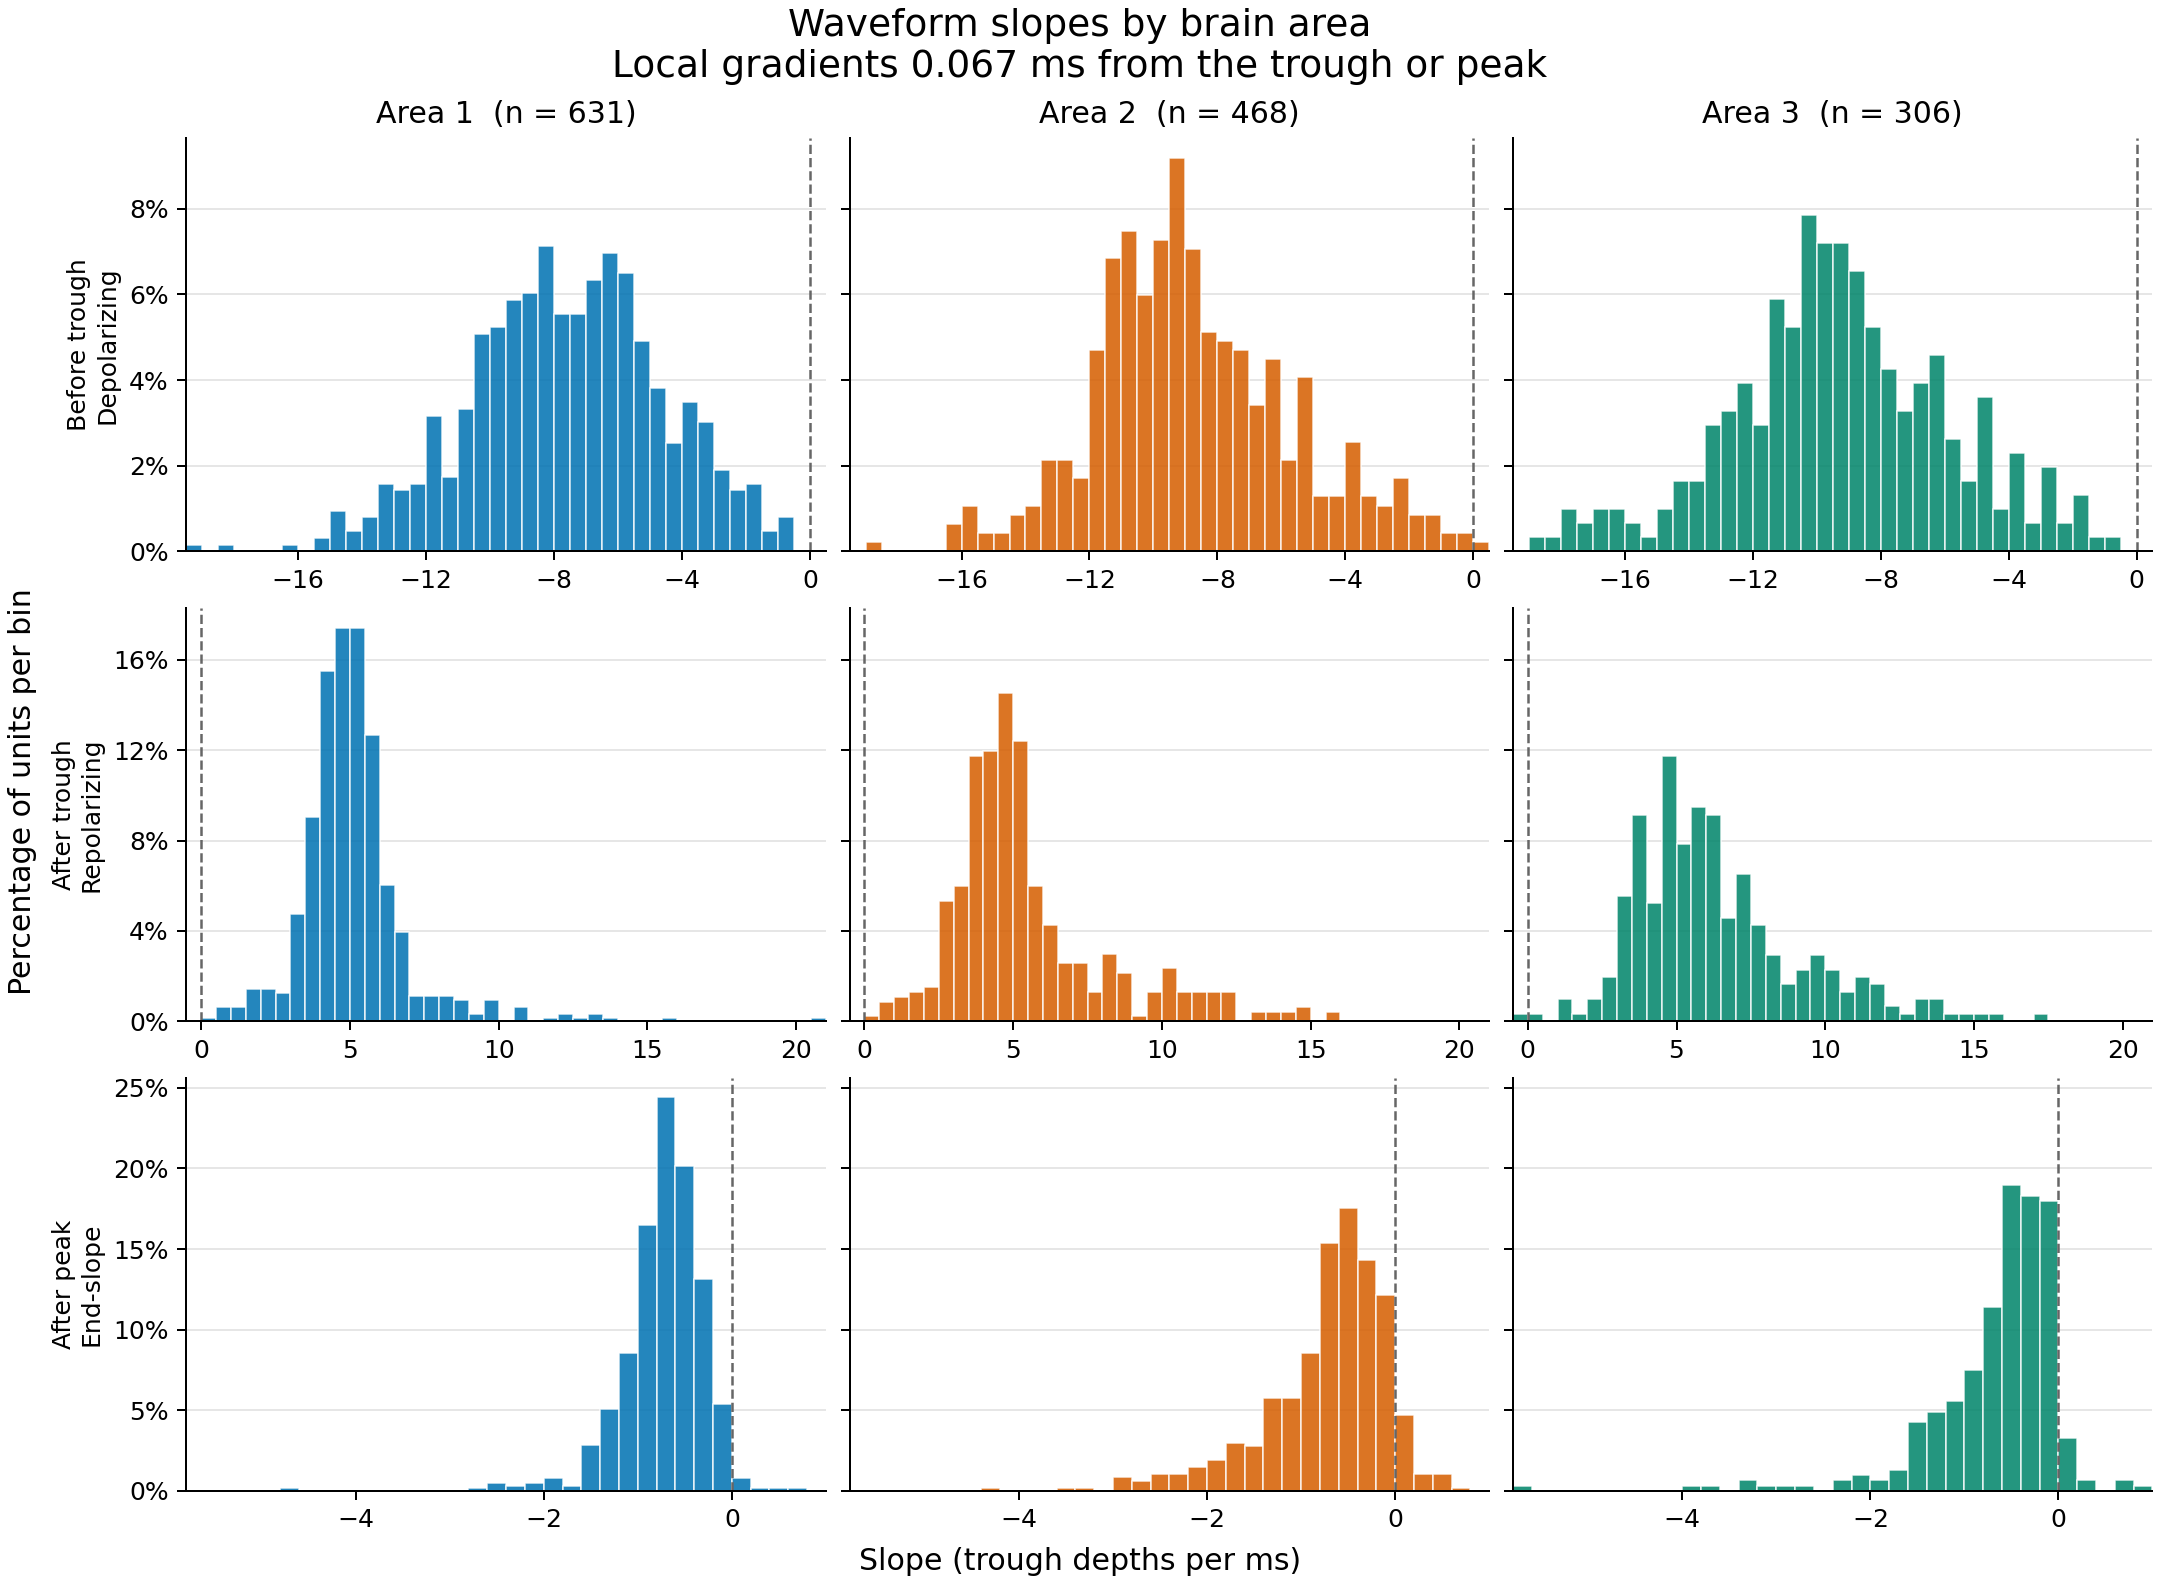 Waveform slopes by brain area
Local gradients 0.067 ms from the trough or peak
Area 1  (n = 631)
Area 2  (n = 468)
Area 3  (n = 306)
Percentage of units per bin
Before trough
Depolarizing
8%
6%
4%
2%
0%
−16 −12 −8 −4 0
−16 −12 −8 −4 0
−16 −12 −8 −4 0
After trough
Repolarizing
16%
12%
8%
4%
0%
0 5 10 15 20
0 5 10 15 20
0 5 10 15 20
After peak
End-slope
25%
20%
15%
10%
5%
0%
−4 −2 0
−4 −2 0
−4 −2 0
Slope (trough depths per ms)